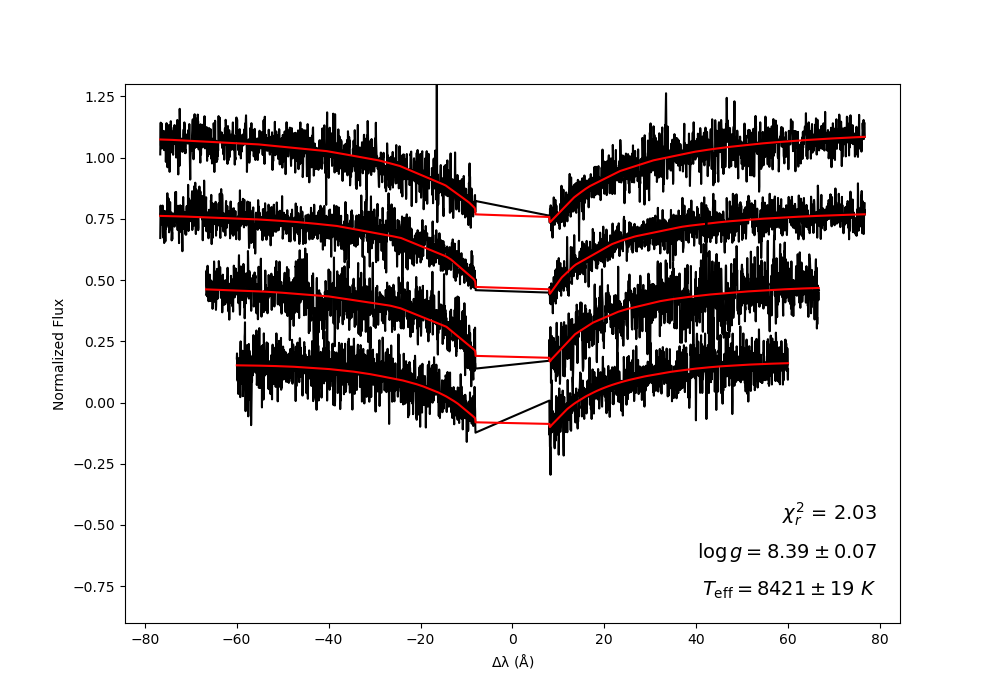 1.25
1.00
0.75
0.50
0.25
0.00
−0.25
−0.50
−0.75
Normalized Flux
χ²ᵣ = 2.03
log g = 8.39 ± 0.07
T_eff = 8421 ± 19 K
−80 −60 −40 −20 0 20 40 60 80
Δλ (Å)